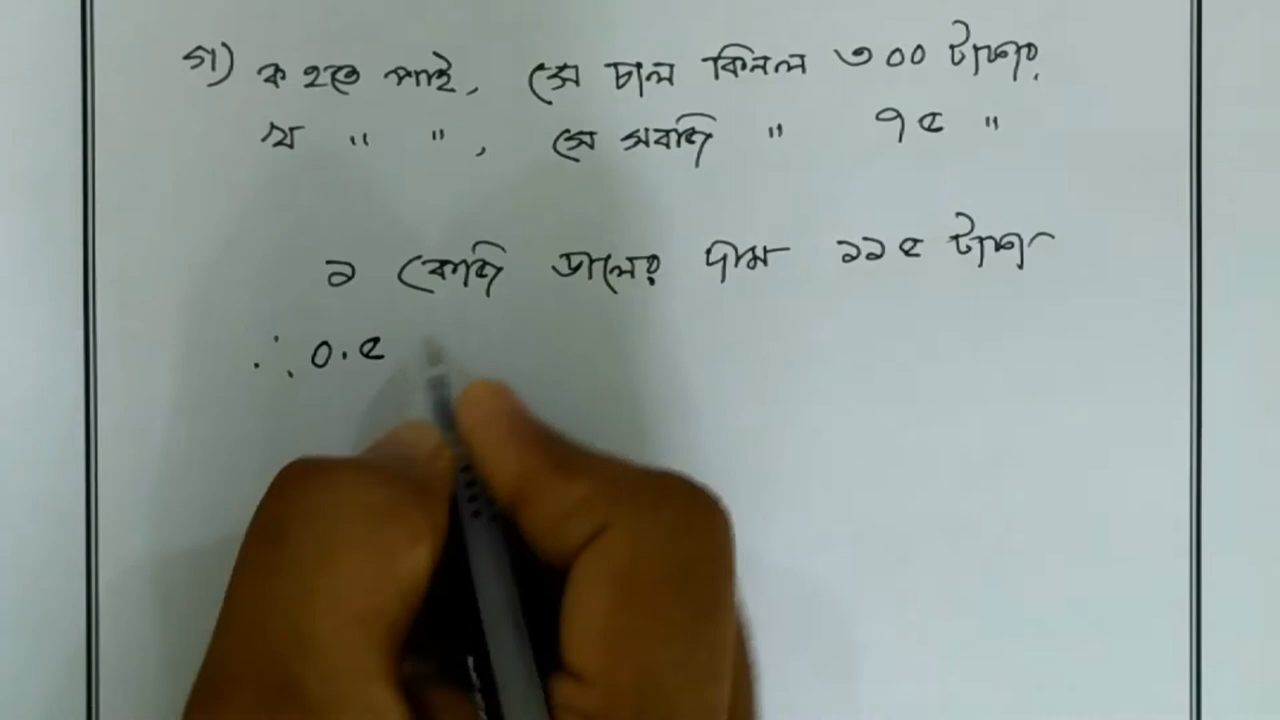 গ) ক হতে পাই, সে চাল কিনল ৩০০ টাকার
খ " ", সে সবজি " ৭৫ "
১ কেজি ডালের দাম ১১৫ টাকা
∴ ০.৫